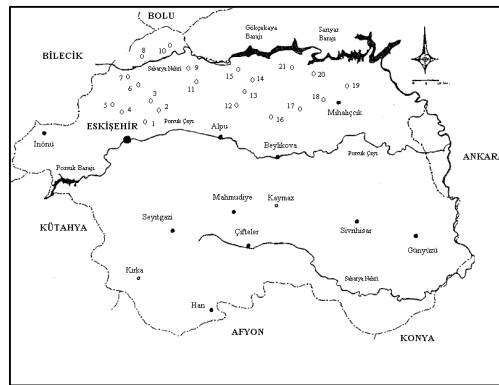 BOLU
Gökçekaya
Barajı
Sarıyar
Barajı
BİLECİK
8
10
Sakarya Nehri
9
7
6
11
15
14
21
20
19
5
4
3
2
1
13
12
16
17
18
Mihalıççık
ESKİŞEHİR
Porsuk Çayı
Alpu
Beylikova
Porsuk Çayı
İnönü
Porsuk Barajı
ANKARA
KÜTAHYA
Mahmudiye
Kaymaz
Seyitgazi
Çifteler
Sivrihisar
Günyüzü
Kırka
Sakarya Nehri
Han
AFYON
KONYA